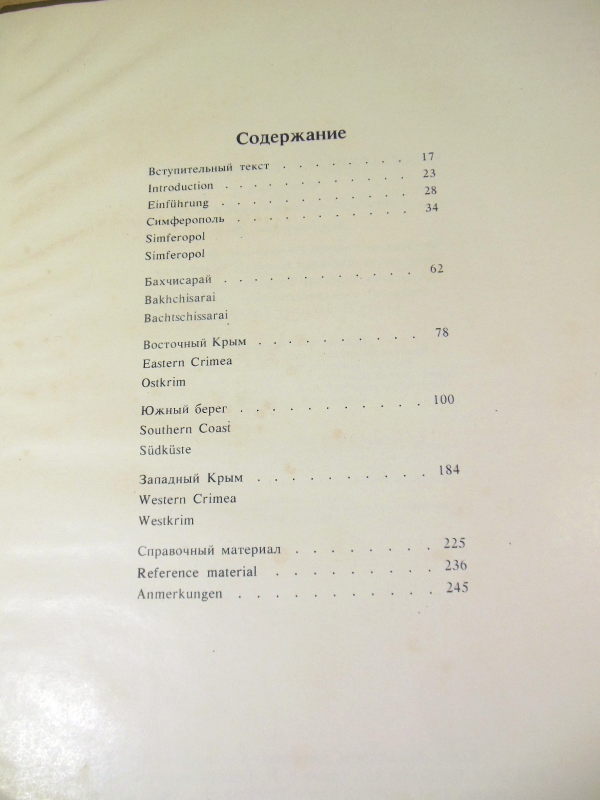 Содержание
Вступительный текст . . . . . . . . 17
Introduction . . . . . . . . . . . 23
Einführung . . . . . . . . . . . 28
Симферополь . . . . . . . . . . 34
Simferopol
Simferopol
Бахчисарай . . . . . . . . . . . 62
Bakhchisarai
Bachtschissarai
Восточный Крым . . . . . . . . . 78
Eastern Crimea
Ostkrim
Южный берег . . . . . . . . . . 100
Southern Coast
Südküste
Западный Крым . . . . . . . . . 184
Western Crimea
Westkrim
Справочный материал . . . . . . . . 225
Reference material . . . . . . . . . 236
Anmerkungen . . . . . . . . . . . 245